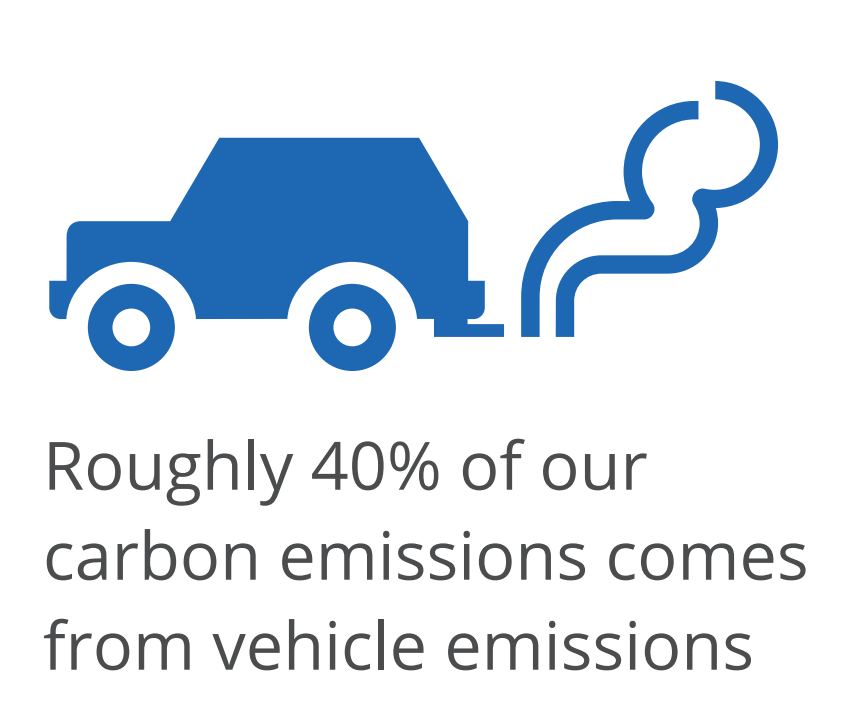 Roughly 40% of our
carbon emissions comes
from vehicle emissions